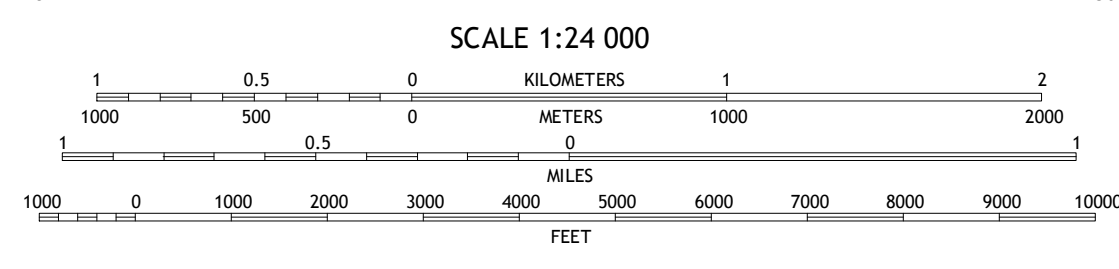 SCALE 1:24 000
1 0.5 0 KILOMETERS 1 2
1000 500 0 METERS 1000 2000
1 0.5 0 1
MILES
1000 0 1000 2000 3000 4000 5000 6000 7000 8000 9000 10000
FEET